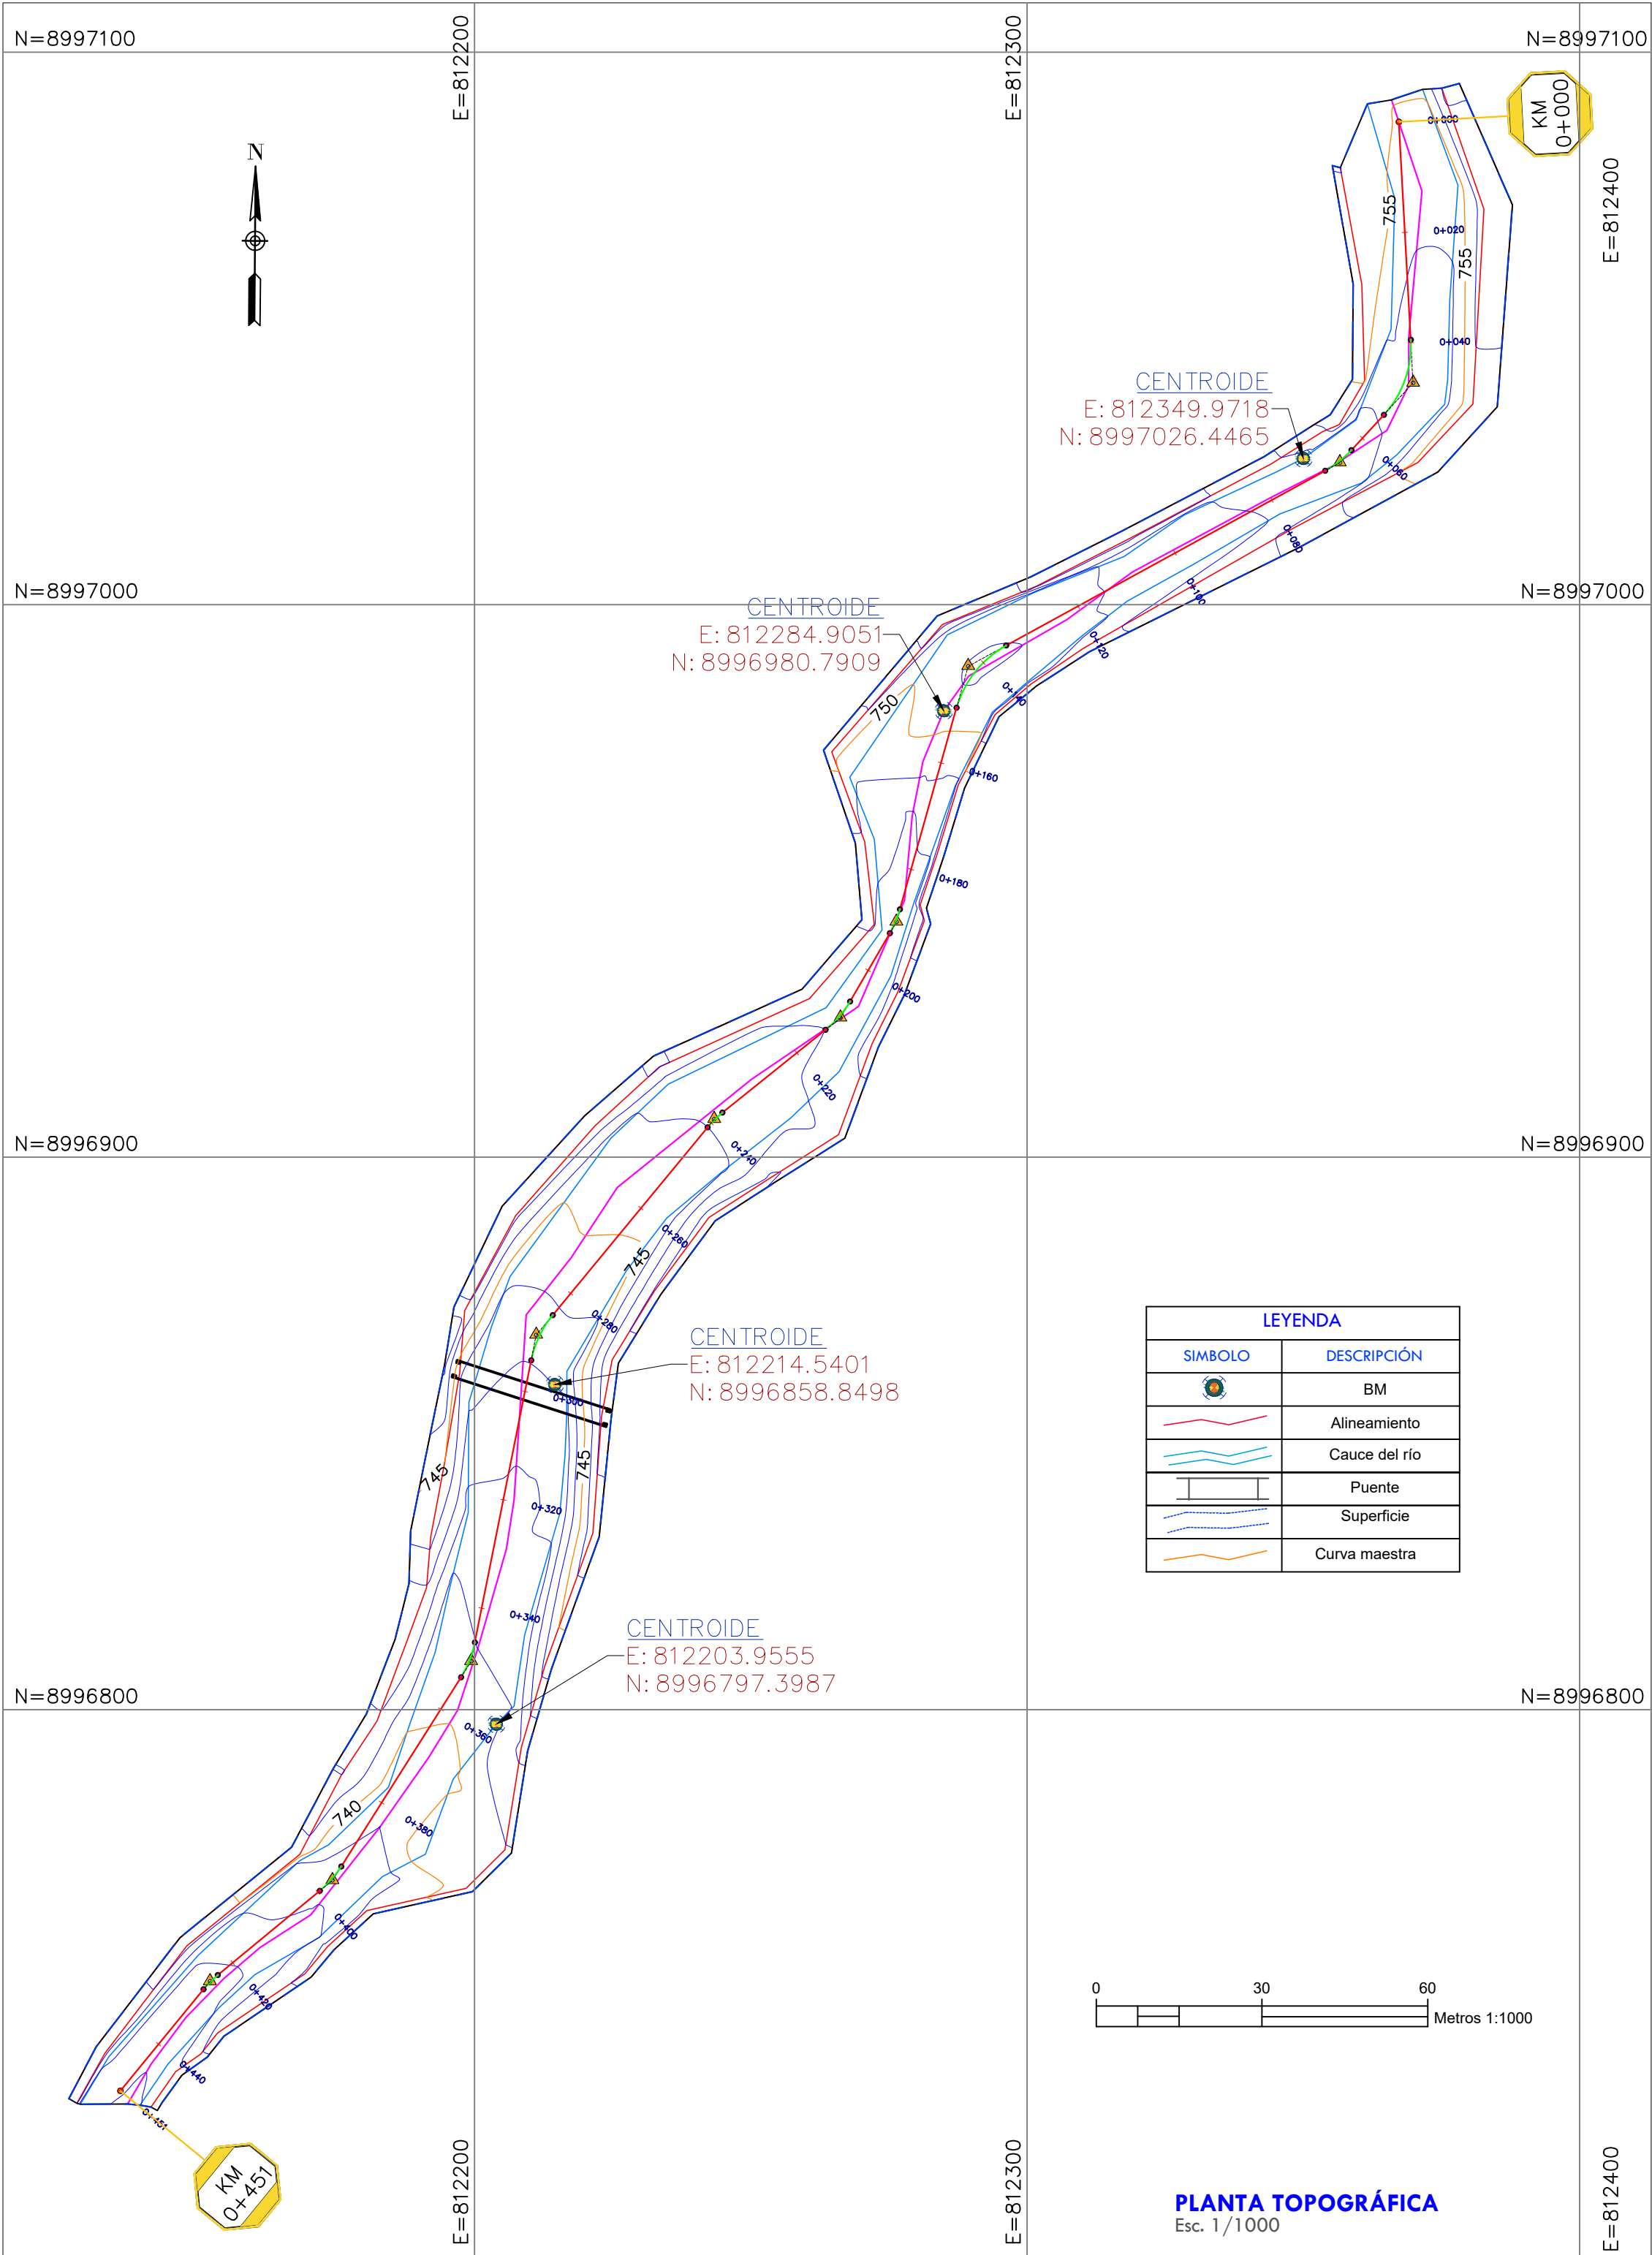 E=812200
E=812300
N=8997100
N=8997100
KM
0+000
0+000
N
E=812400
755
0+020
755
0+040
CENTROIDE
E: 812349.9718
N: 8997026.4465
0+060
0+080
N=8997000
N=8997000
0+100
CENTROIDE
E: 812284.9051
N: 8996980.7909
0+120
0+140
750
0+160
0+180
0+200
0+220
N=8996900
N=8996900
0+240
0+260
745
0+280
CENTROIDE
E: 812214.5401
N: 8996858.8498
0+300
745
745
0+320
LEYENDA
SIMBOLO
DESCRIPCIÓN
BM
Alineamiento
Cauce del río
Puente
Superficie
Curva maestra
0+340
CENTROIDE
E: 812203.9555
N: 8996797.3987
N=8996800
N=8996800
0+360
740
0+380
0+400
0+420
0+440
0+451
0
30
60
Metros 1:1000
KM
0+451
E=812200
E=812300
E=812400
PLANTA TOPOGRÁFICA
Esc. 1/1000